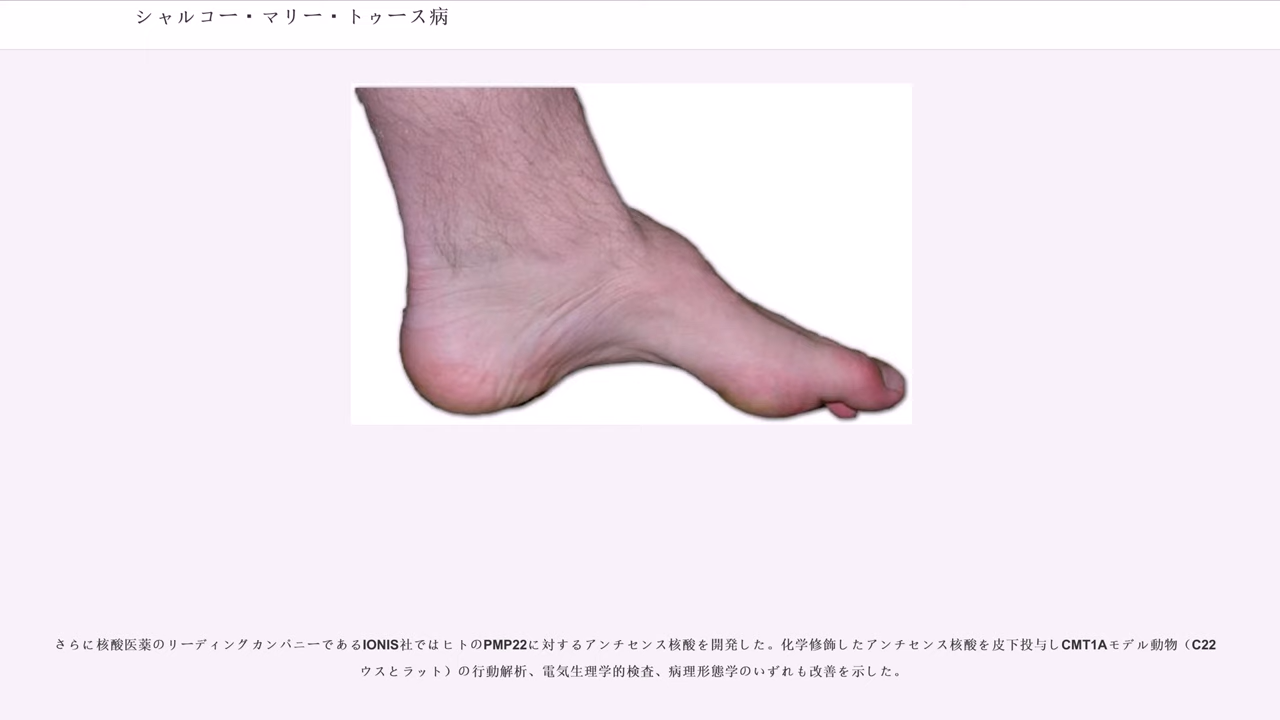 シャルコー・マリー・トゥース病
さらに核酸医薬のリーディングカンパニーであるIONIS社ではヒトのPMP22に対するアンチセンス核酸を開発した。化学修飾したアンチセンス核酸を皮下投与しCMT1Aモデル動物（C22
ウスとラット）の行動解析、電気生理学的検査、病理形態学のいずれも改善を示した。